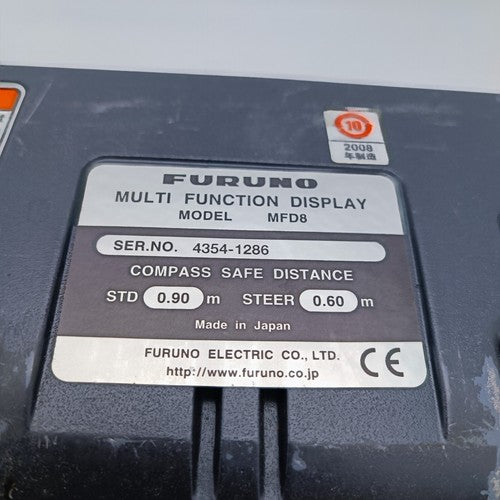 10
2008
年制造
FURUNO
MULTI FUNCTION DISPLAY
MODEL MFD8
SER.NO. 4354-1286
COMPASS SAFE DISTANCE
STD 0.90 m STEER 0.60 m
Made in Japan
FURUNO ELECTRIC CO., LTD.
http://www.furuno.co.jp
CE